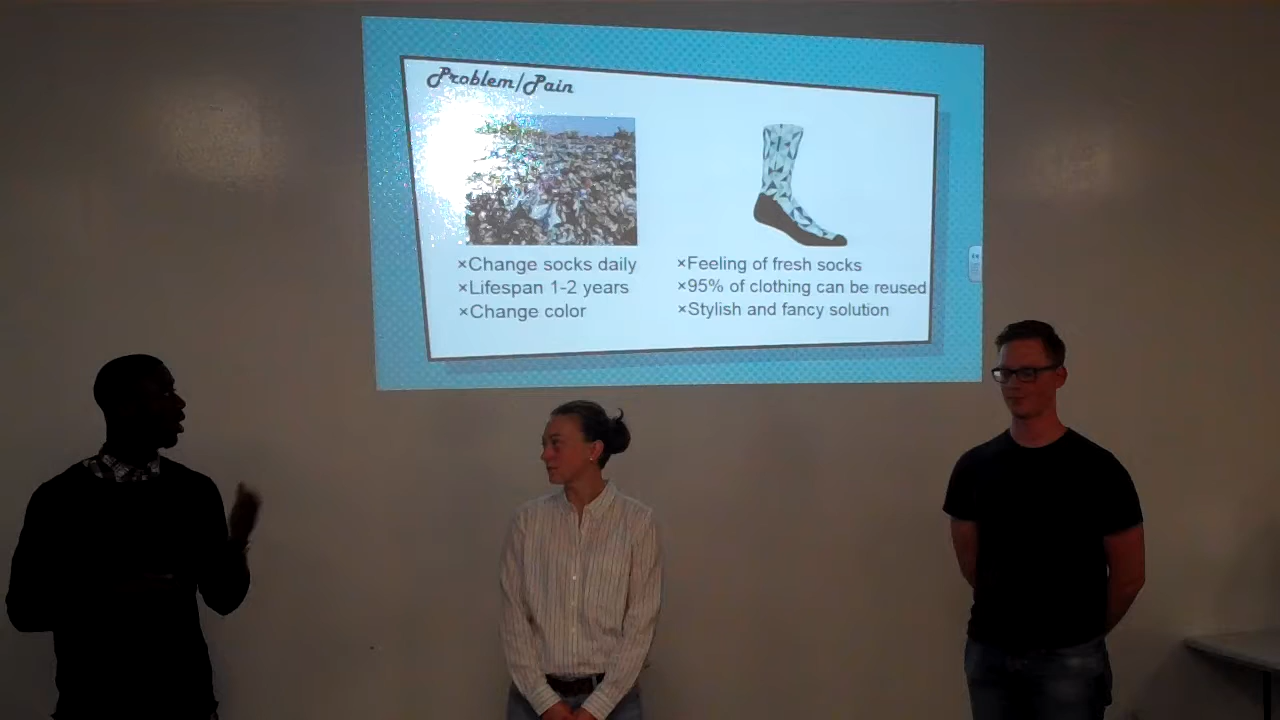 Problem/Pain
×Change socks daily
×Lifespan 1-2 years
×Change color
×Feeling of fresh socks
×95% of clothing can be reused
×Stylish and fancy solution